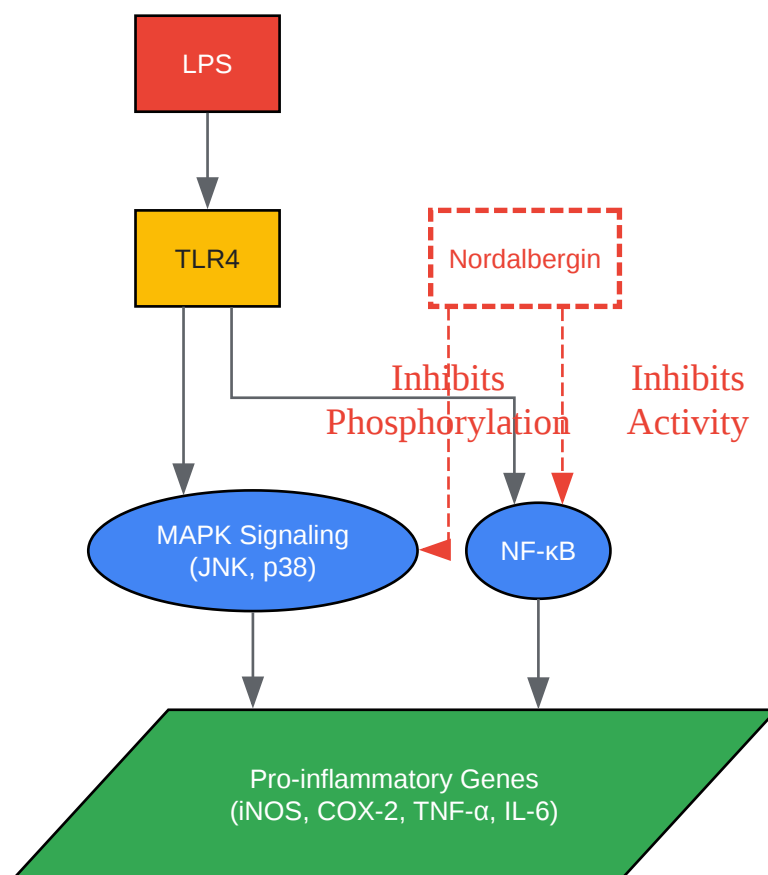 LPS
TLR4
Nordalbergin
Inhibits
Phosphorylation
Inhibits
Activity
MAPK Signaling
(JNK, p38)
NF-κB
Pro-inflammatory Genes
(iNOS, COX-2, TNF-α, IL-6)